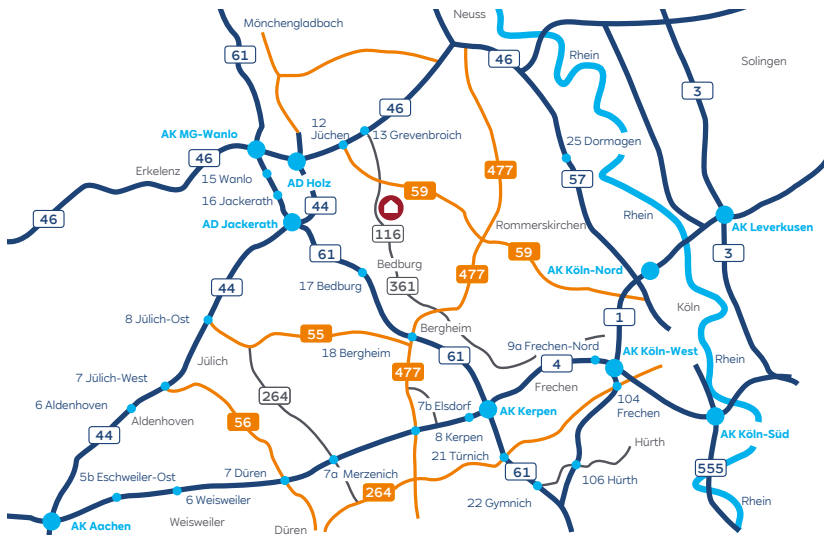 Neuss
Mönchengladbach
61
46
Rhein
Solingen
3
12
Jüchen
46
13 Grevenbroich
AK MG-Wanlo
25 Dormagen
46
Erkelenz
15 Wanlo
AD Holz
477
57
16 Jackerath
44
59
Rhein
46
AD Jackerath
116
Rommerskirchen
AK Leverkusen
61
59
3
Bedburg
477
AK Köln-Nord
44
17 Bedburg
361
Köln
8 Jülich-Ost
1
55
Bergheim
9a Frechen-Nord
18 Bergheim
61
4
AK Köln-West
Rhein
Jülich
477
7 Jülich-West
264
Frechen
104
Frechen
6 Aldenhoven
7b Elsdorf
AK Kerpen
Aldenhoven
56
8 Kerpen
AK Köln-Süd
44
Hürth
21 Türnich
5b Eschweiler-Ost
7 Düren
7a Merzenich
61
106 Hürth
555
6 Weisweiler
264
22 Gymnich
AK Aachen
Weisweiler
Düren